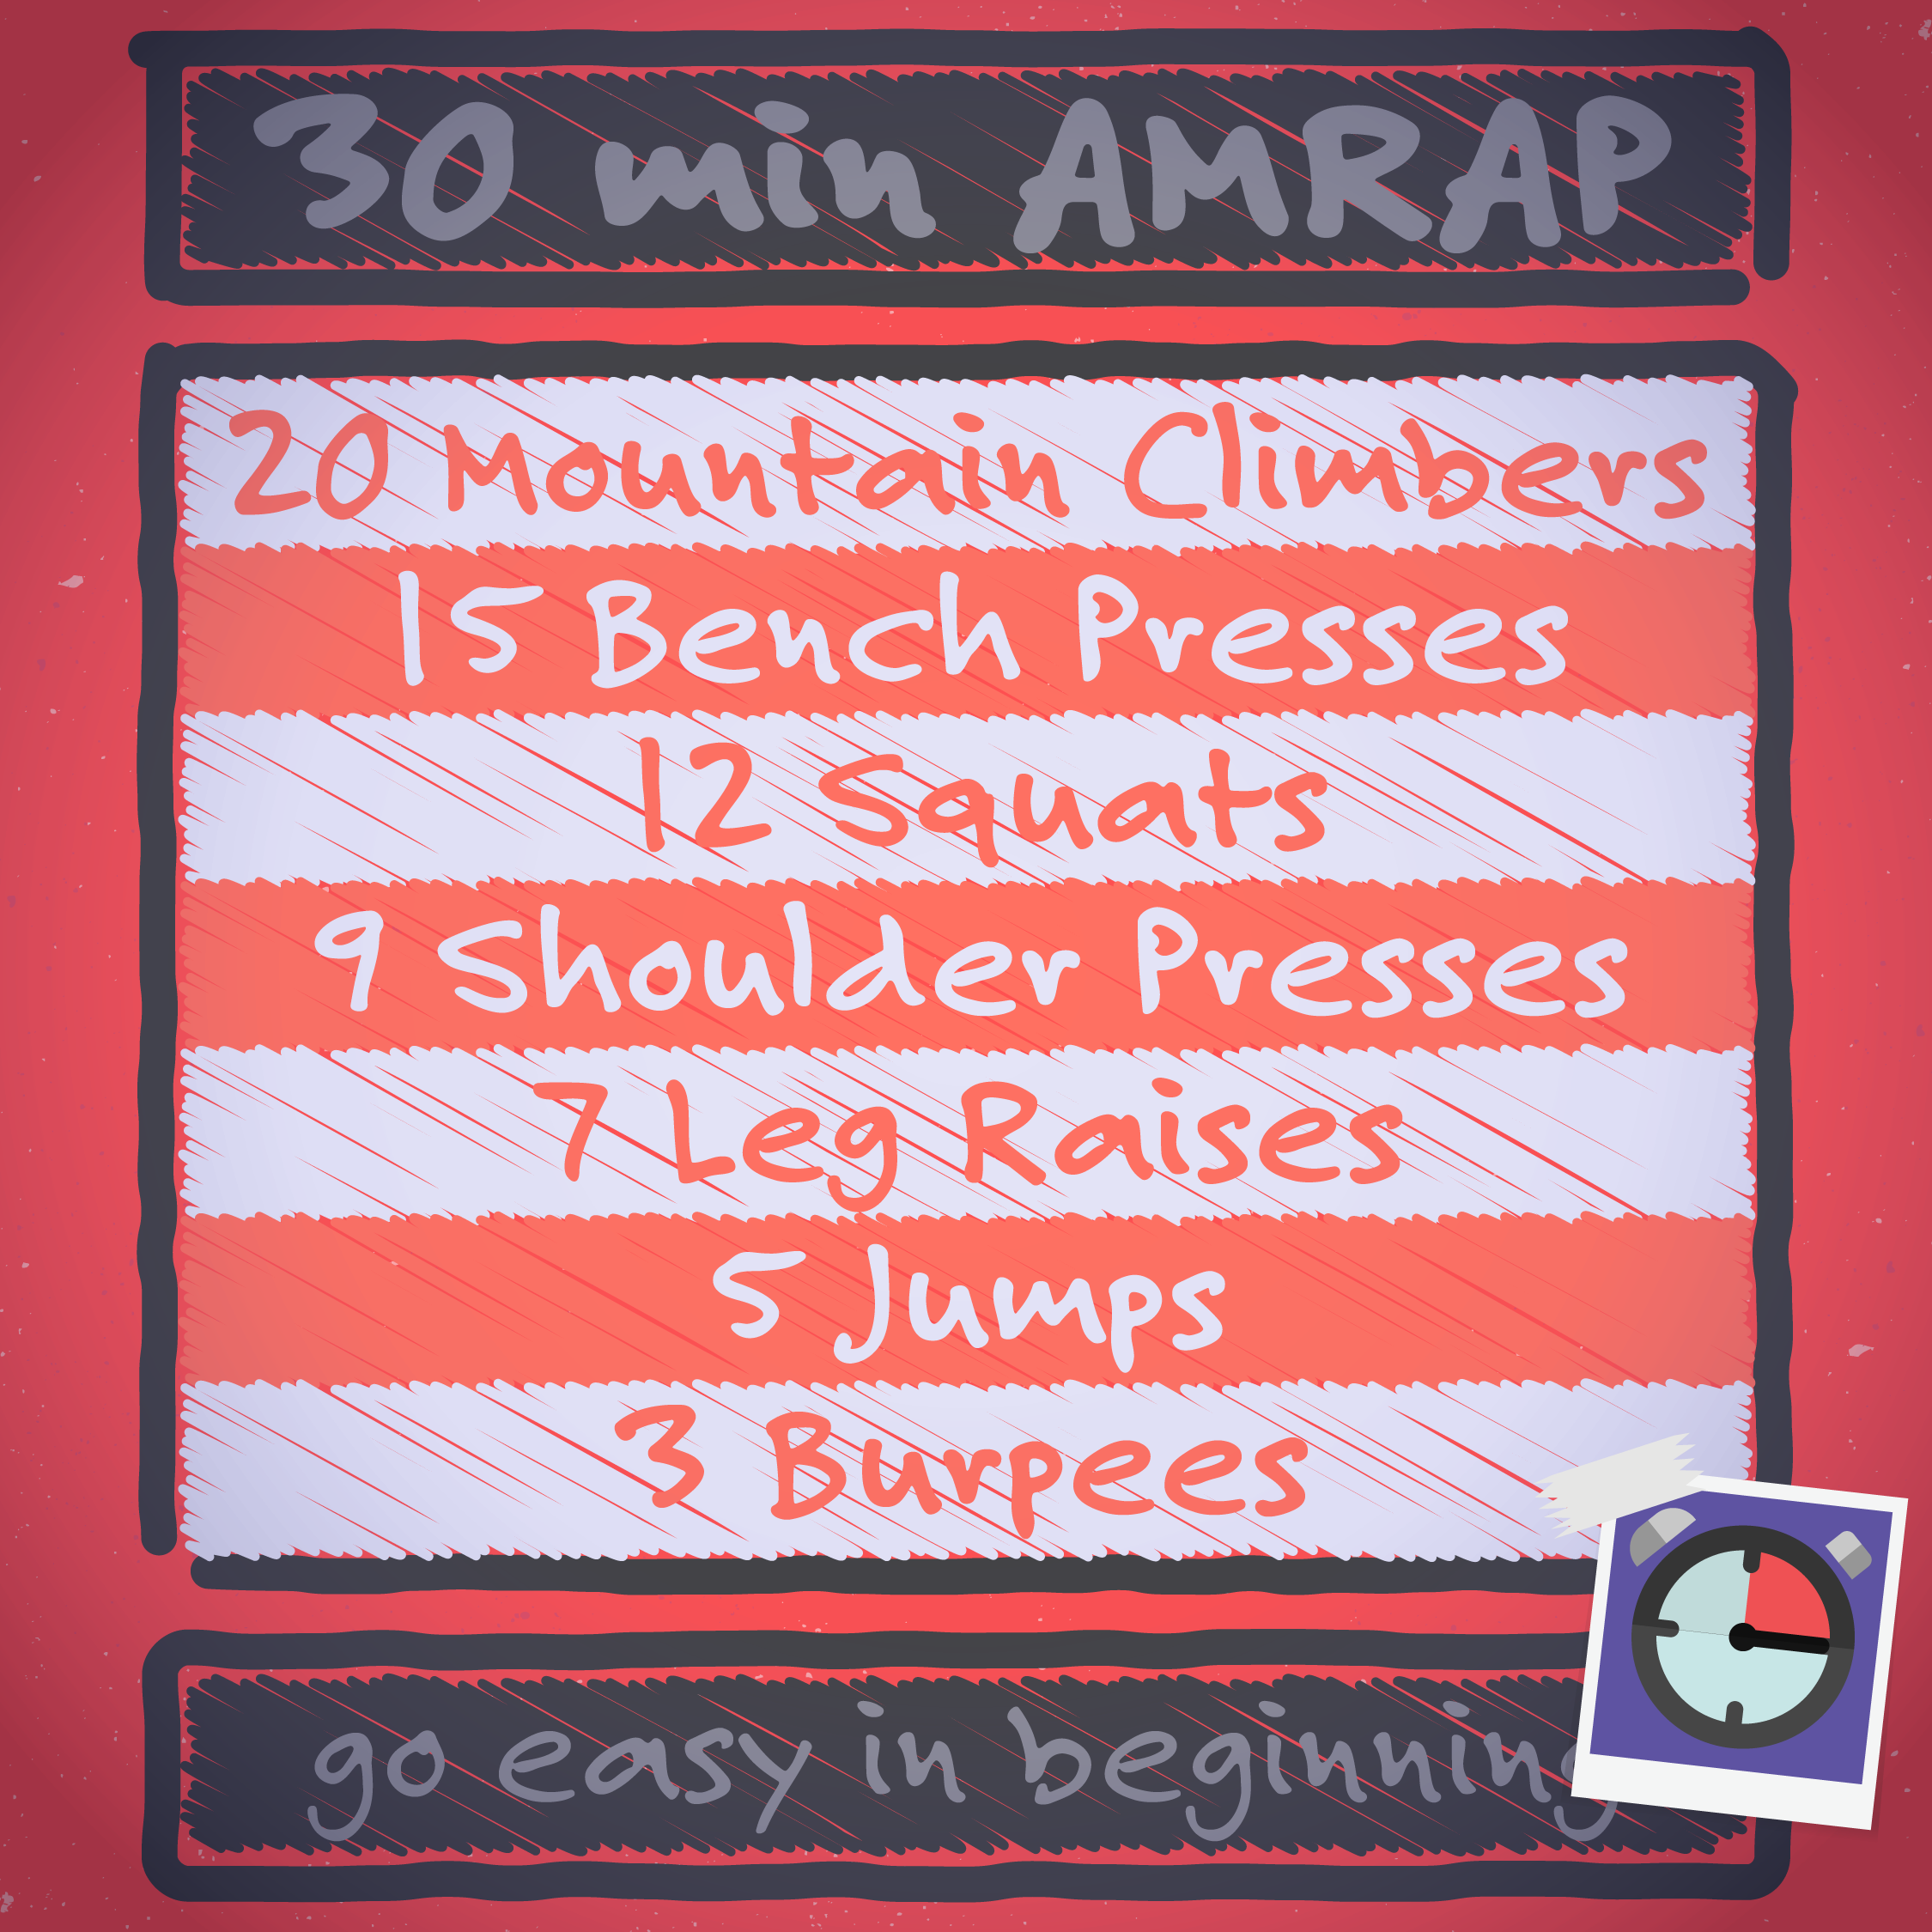 30 min AMRAP
20 Mountain Climbers
15 Bench Presses
12 Squats
9 Shoulder Presses
7 Leg Raises
5 Jumps
3 Burpees
go easy in beginning